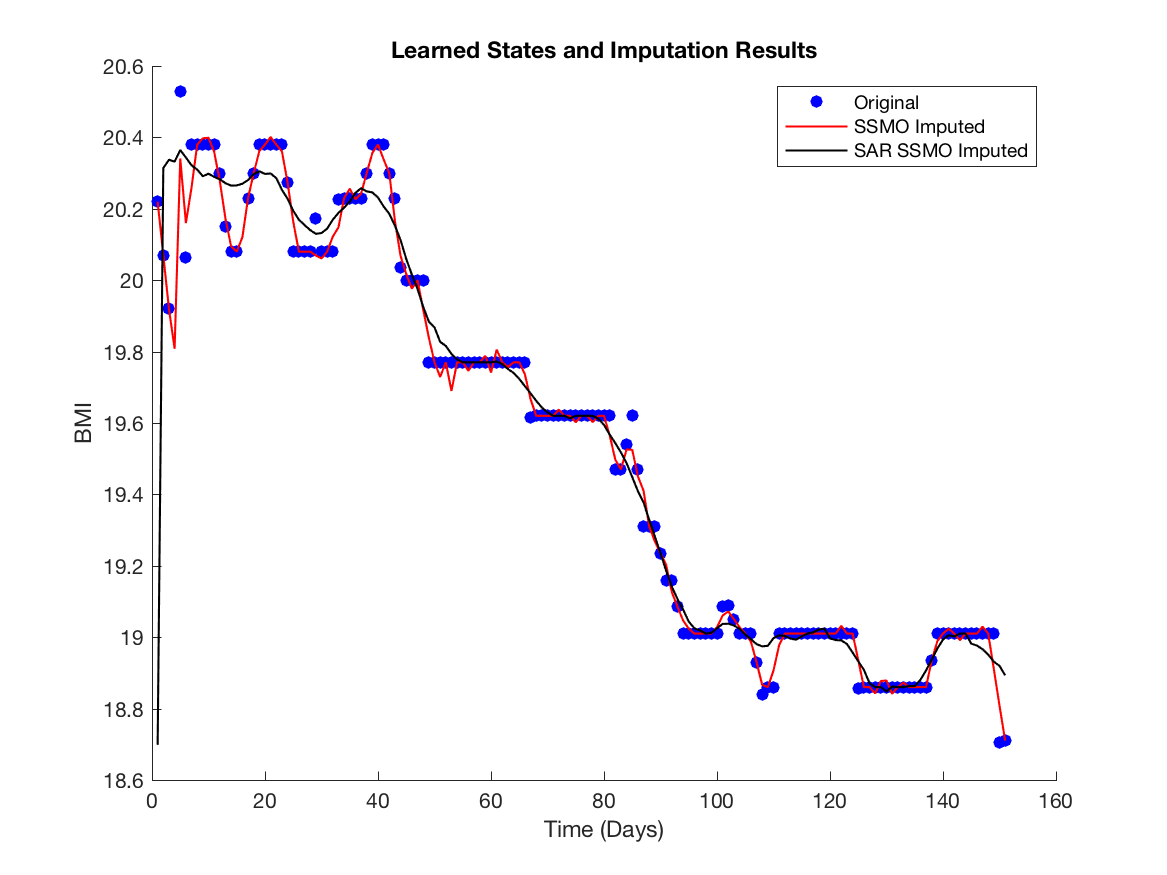 Learned States and Imputation Results
Original
SSMO Imputed
SAR SSMO Imputed
20.6
20.4
20.2
20
19.8
19.6
19.4
19.2
19
18.8
18.6
BMI
0 20 40 60 80 100 120 140 160
Time (Days)